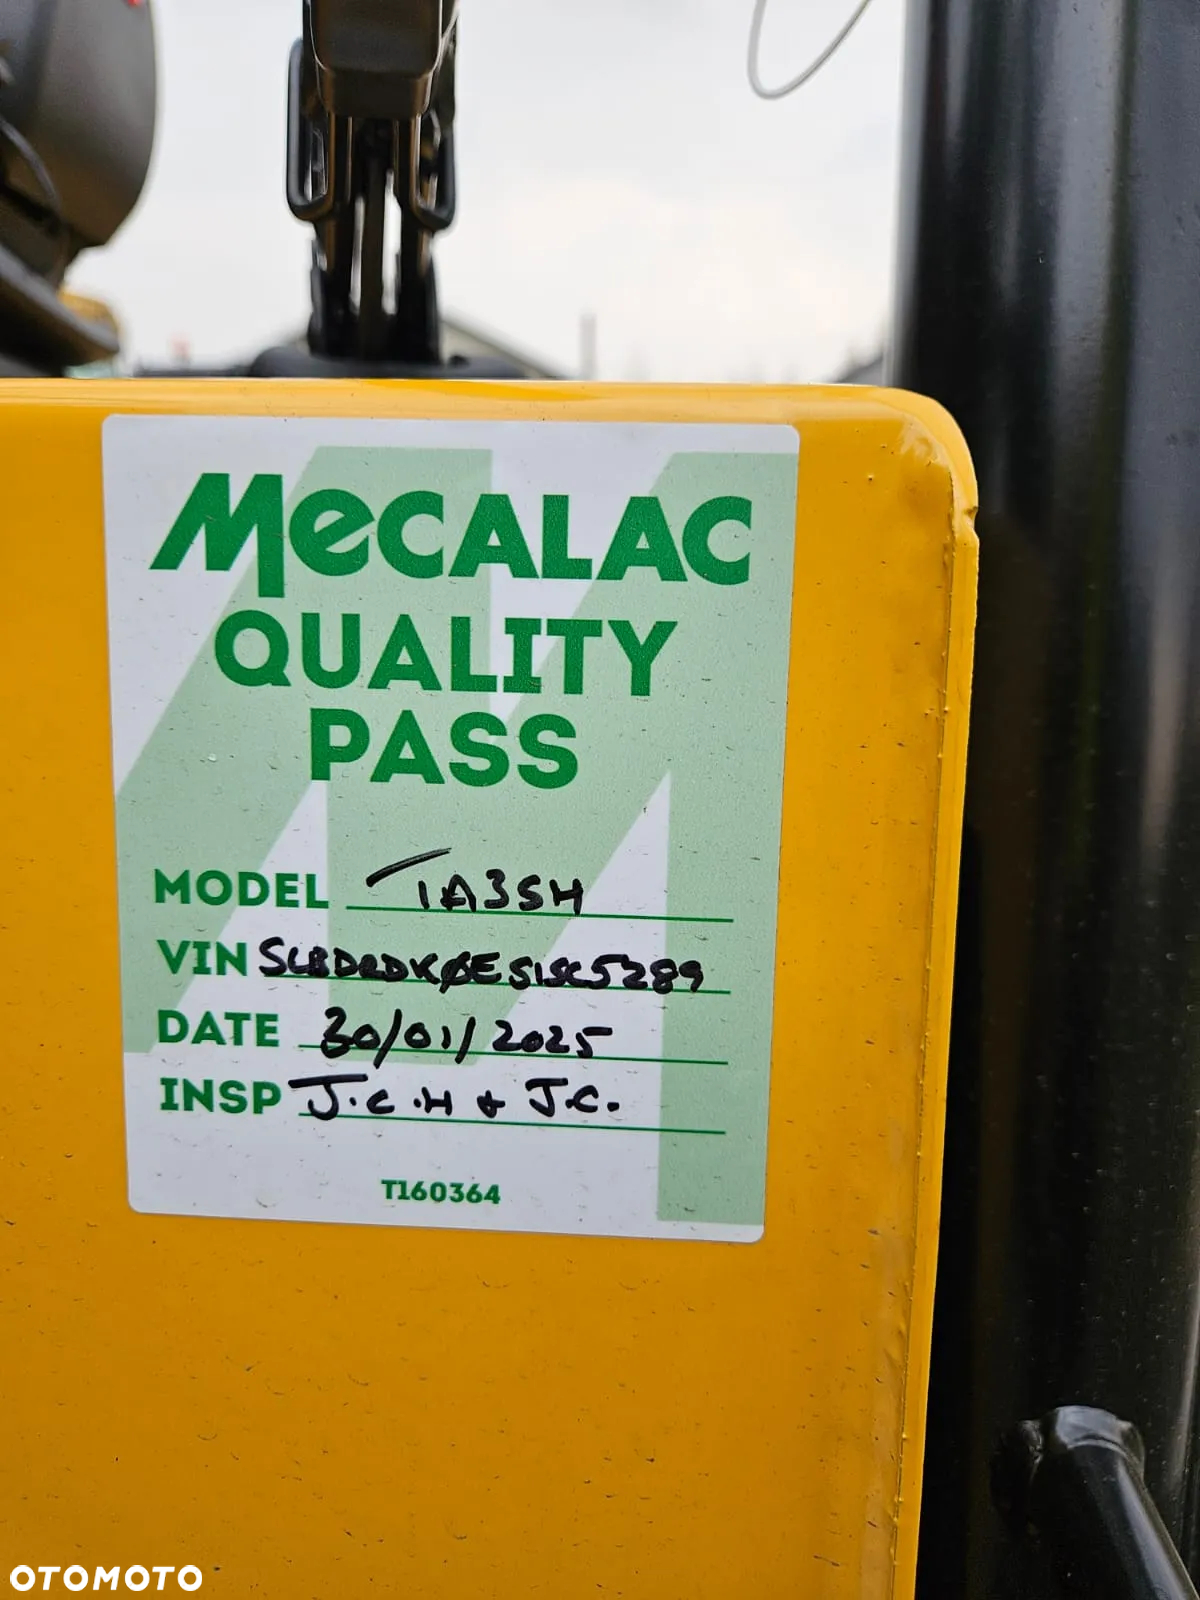 MeCALAC
QUALITY
PASS
MODEL TA3SH
VIN
DATE 30/01/2025
INSP J.C.H + J.C.
T160364
OTOMOTO